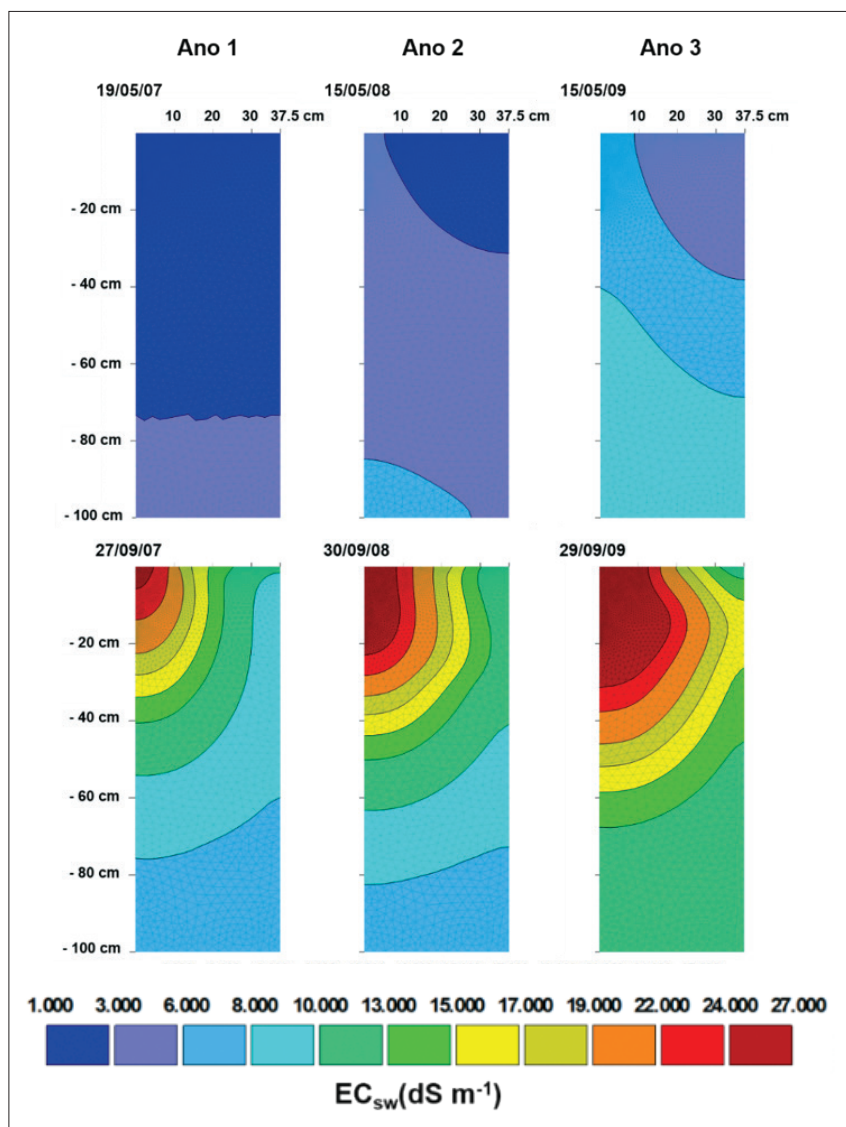 Ano 1 Ano 2 Ano 3
19/05/07 15/05/08 15/05/09
10 20 30 37.5 cm 10 20 30 37.5 cm 10 20 30 37.5 cm
- 20 cm
- 40 cm
- 60 cm
- 80 cm
- 100 cm
27/09/07 30/09/08 29/09/09
- 20 cm
- 40 cm
- 60 cm
- 80 cm
- 100 cm
1.000 3.000 6.000 8.000 10.000 13.000 15.000 17.000 19.000 22.000 24.000 27.000
ECsw(dS m-1)